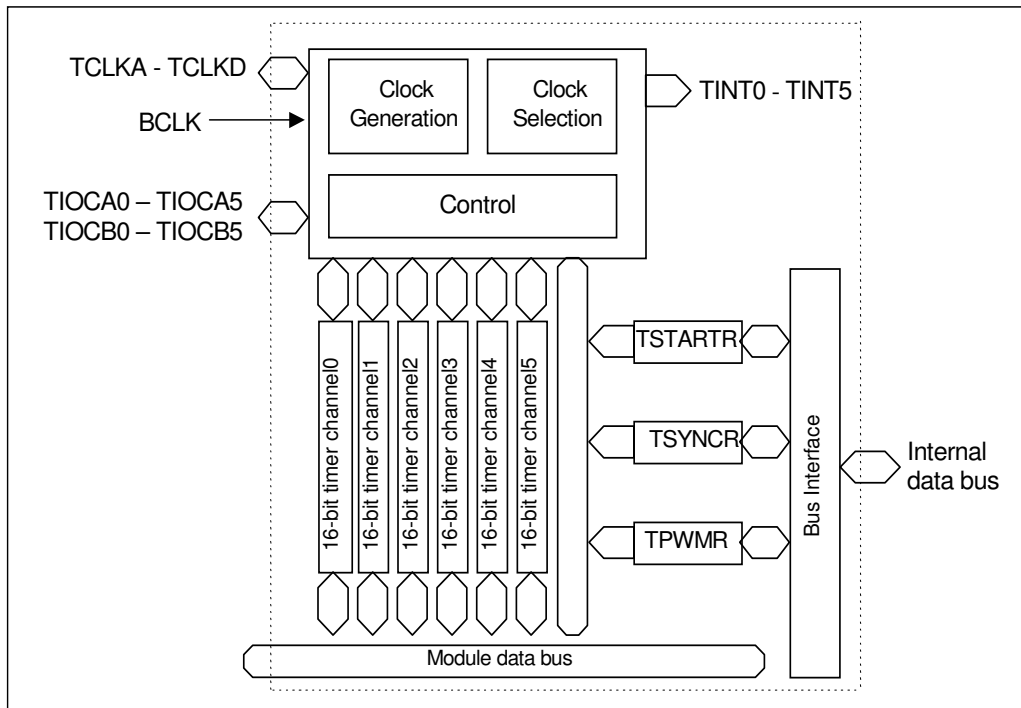 TCLKA - TCLKD
BCLK
TIOCA0 – TIOCA5
TIOCB0 – TIOCB5
Clock
Generation
Clock
Selection
Control
TINT0 - TINT5
16-bit timer channel0
16-bit timer channel1
16-bit timer channel2
16-bit timer channel3
16-bit timer channel4
16-bit timer channel5
TSTARTR
TSYNCR
TPWMR
Bus Interface
Internal
data bus
Module data bus